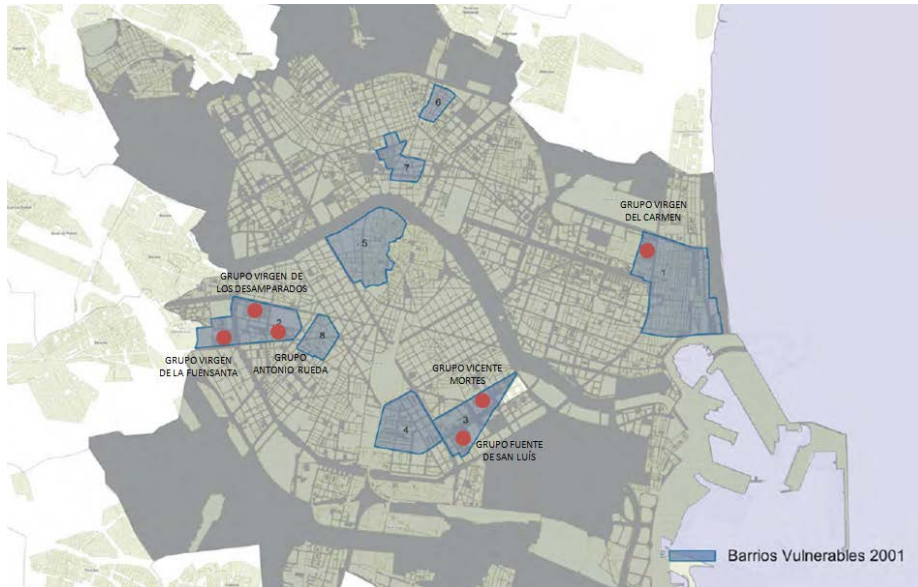 6
7
GRUPO VIRGEN
DEL CARMEN
5
1
GRUPO VIRGEN DE
LOS DESAMPARADOS
2
8
GRUPO VIRGEN
DE LA FUENSANTA
GRUPO
ANTONIO RUEDA
GRUPO VICENTE
MORTES
4
3
GRUPO FUENTE
DE SAN LUÍS
Barrios Vulnerables 2001